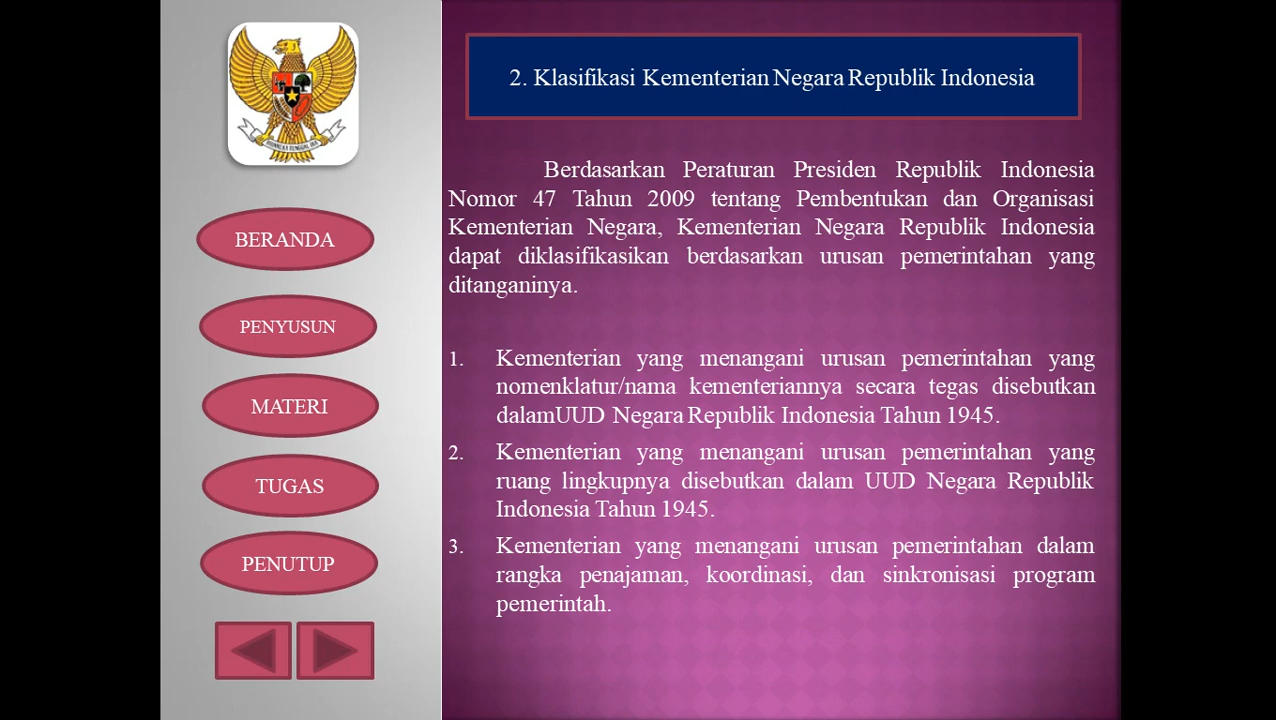 2. Klasifikasi Kementerian Negara Republik Indonesia
Berdasarkan Peraturan Presiden Republik Indonesia
Nomor 47 Tahun 2009 tentang Pembentukan dan Organisasi
Kementerian Negara, Kementerian Negara Republik Indonesia
dapat diklasifikasikan berdasarkan urusan pemerintahan yang
ditanganinya.
1. Kementerian yang menangani urusan pemerintahan yang
nomenklatur/nama kementeriannya secara tegas disebutkan
dalamUUD Negara Republik Indonesia Tahun 1945.
2. Kementerian yang menangani urusan pemerintahan yang
ruang lingkupnya disebutkan dalam UUD Negara Republik
Indonesia Tahun 1945.
3. Kementerian yang menangani urusan pemerintahan dalam
rangka penajaman, koordinasi, dan sinkronisasi program
pemerintah.
BERANDA
PENYUSUN
MATERI
TUGAS
PENUTUP